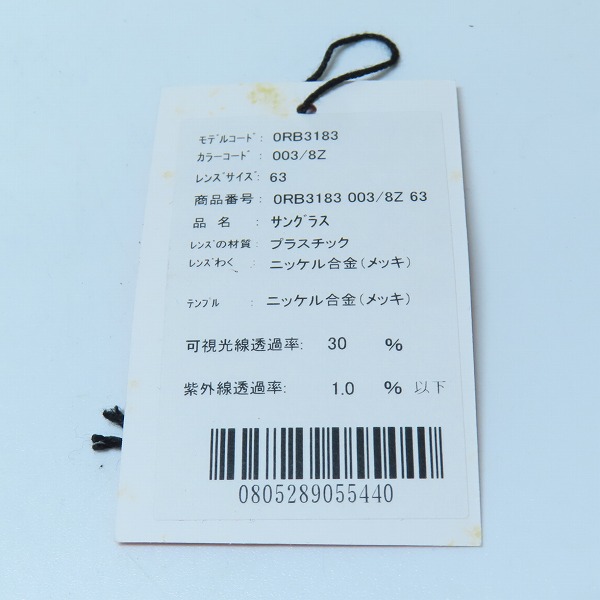 ﾓﾃﾞﾙｺｰﾄﾞ: 0RB3183
ｶﾗｰｺｰﾄﾞ : 003/8Z
ﾚﾝｽﾞｻｲｽﾞ: 63
商品番号: 0RB3183 003/8Z 63
品 名 : ｻﾝｸﾞﾗｽ
ﾚﾝｽﾞの材質: プラスチック
ﾚﾝｽﾞわく : ニッケル合金(メッキ)
ﾃﾝﾌﾟﾙ : ニッケル合金(メッキ)
可視光線透過率: 30 %
紫外線透過率: 1.0 % 以下
0805289055440